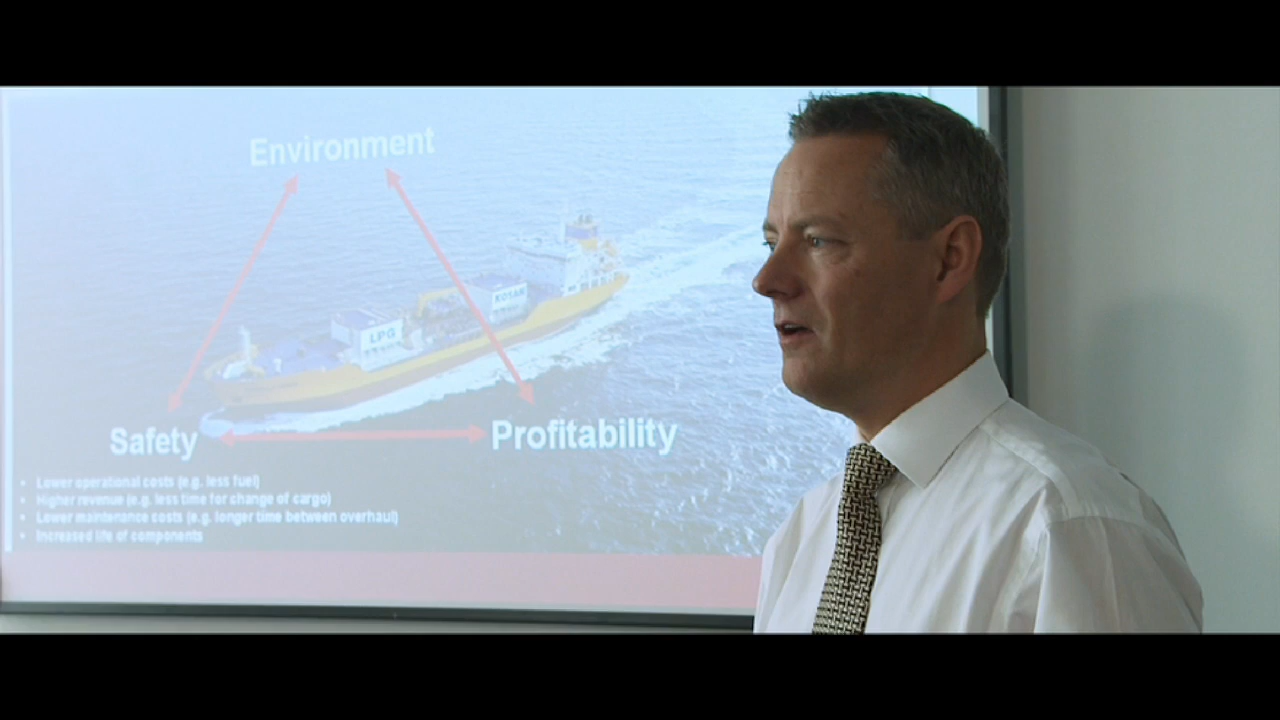 Environment
LPG
KOSAN
Safety
Profitability
• Lower operational costs (e.g. less fuel)
• Higher revenue (e.g. less time for change of cargo)
• Lower maintenance costs (e.g. longer time between overhaul)
• Increased life of components